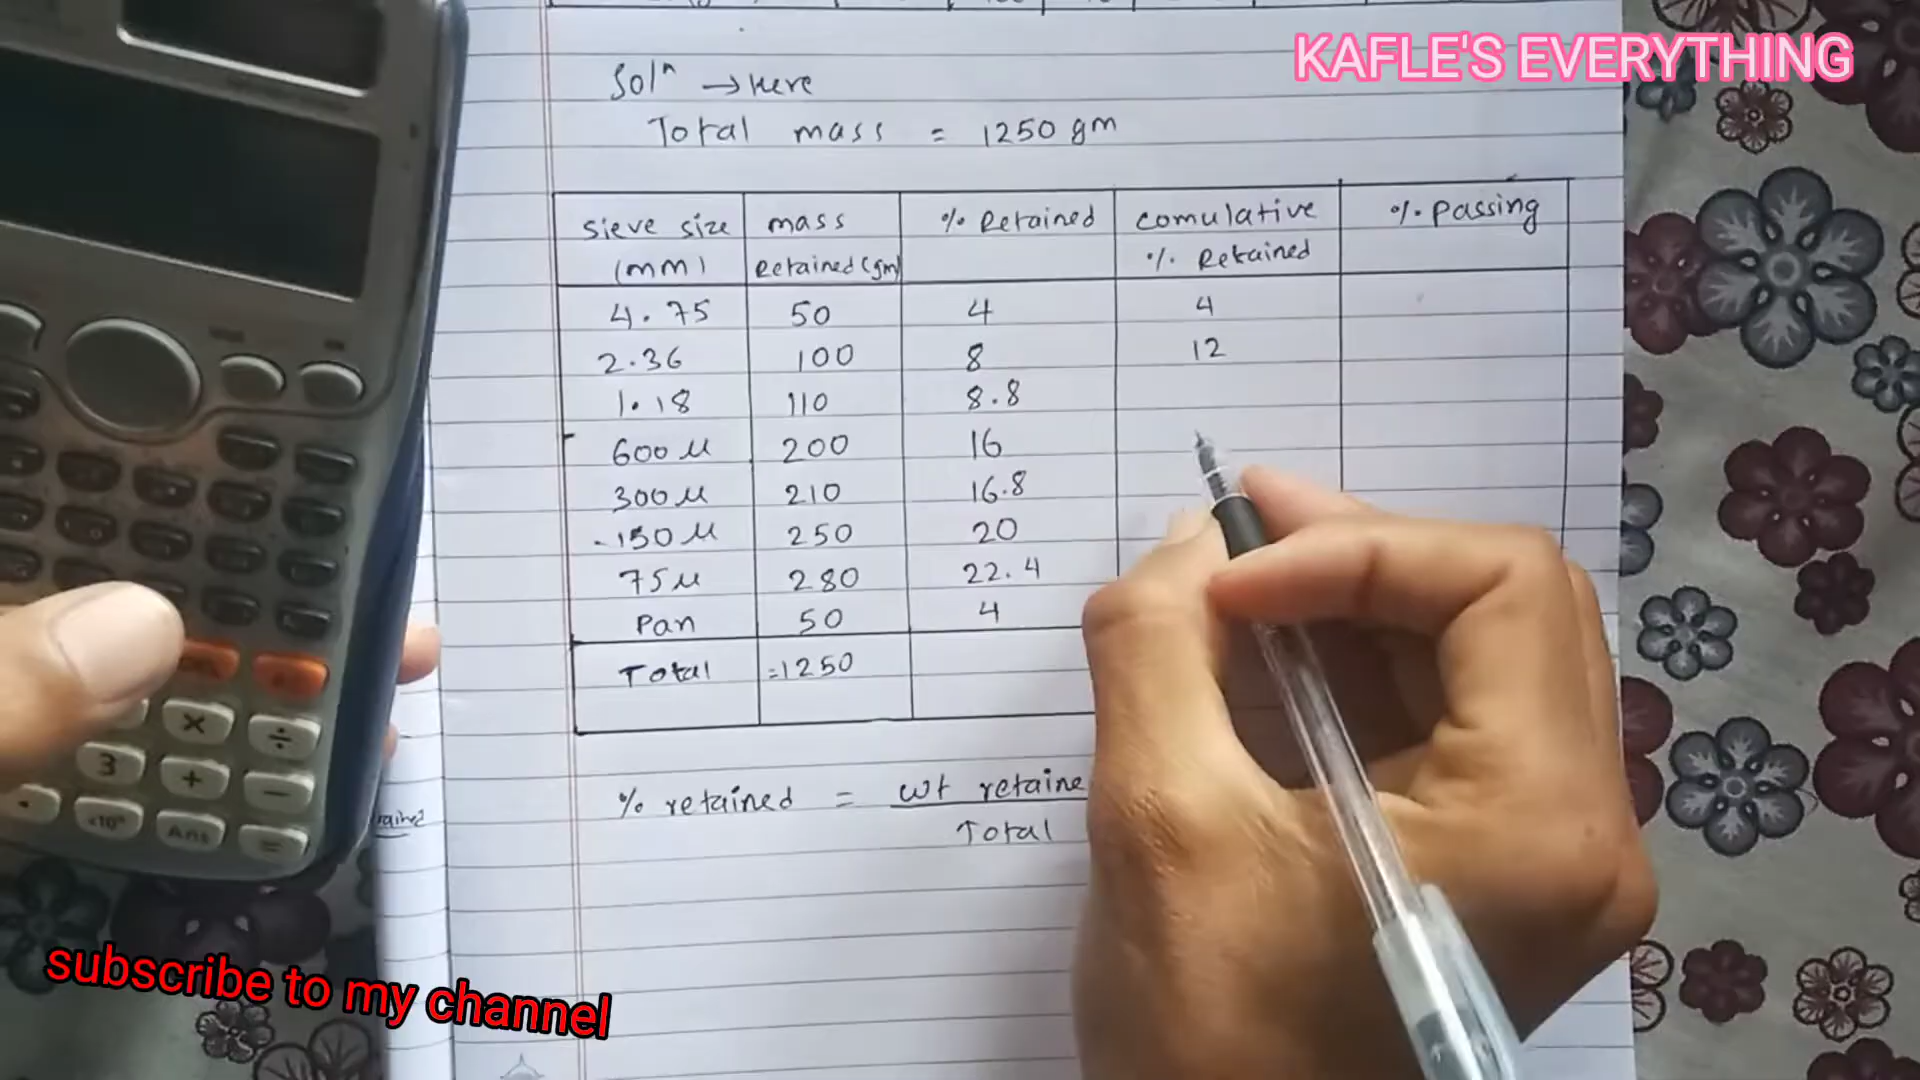 KAFLE'S EVERYTHING
Solⁿ → Here
Total mass = 1250 gm
Sieve size (mm) mass Retained (gm) % Retained Comulative % Retained % Passing
4.75 50 4 4
2.36 100 8 12
1.18 110 8.8
600 μ 200 16
300 μ 210 16.8
150 μ 250 20
75 μ 280 22.4
Pan 50 4
Total =1250
% retained = wt retaine
Total
subscribe to my channel
3
×
÷
+
-
.
×10ˣ
Ans
=